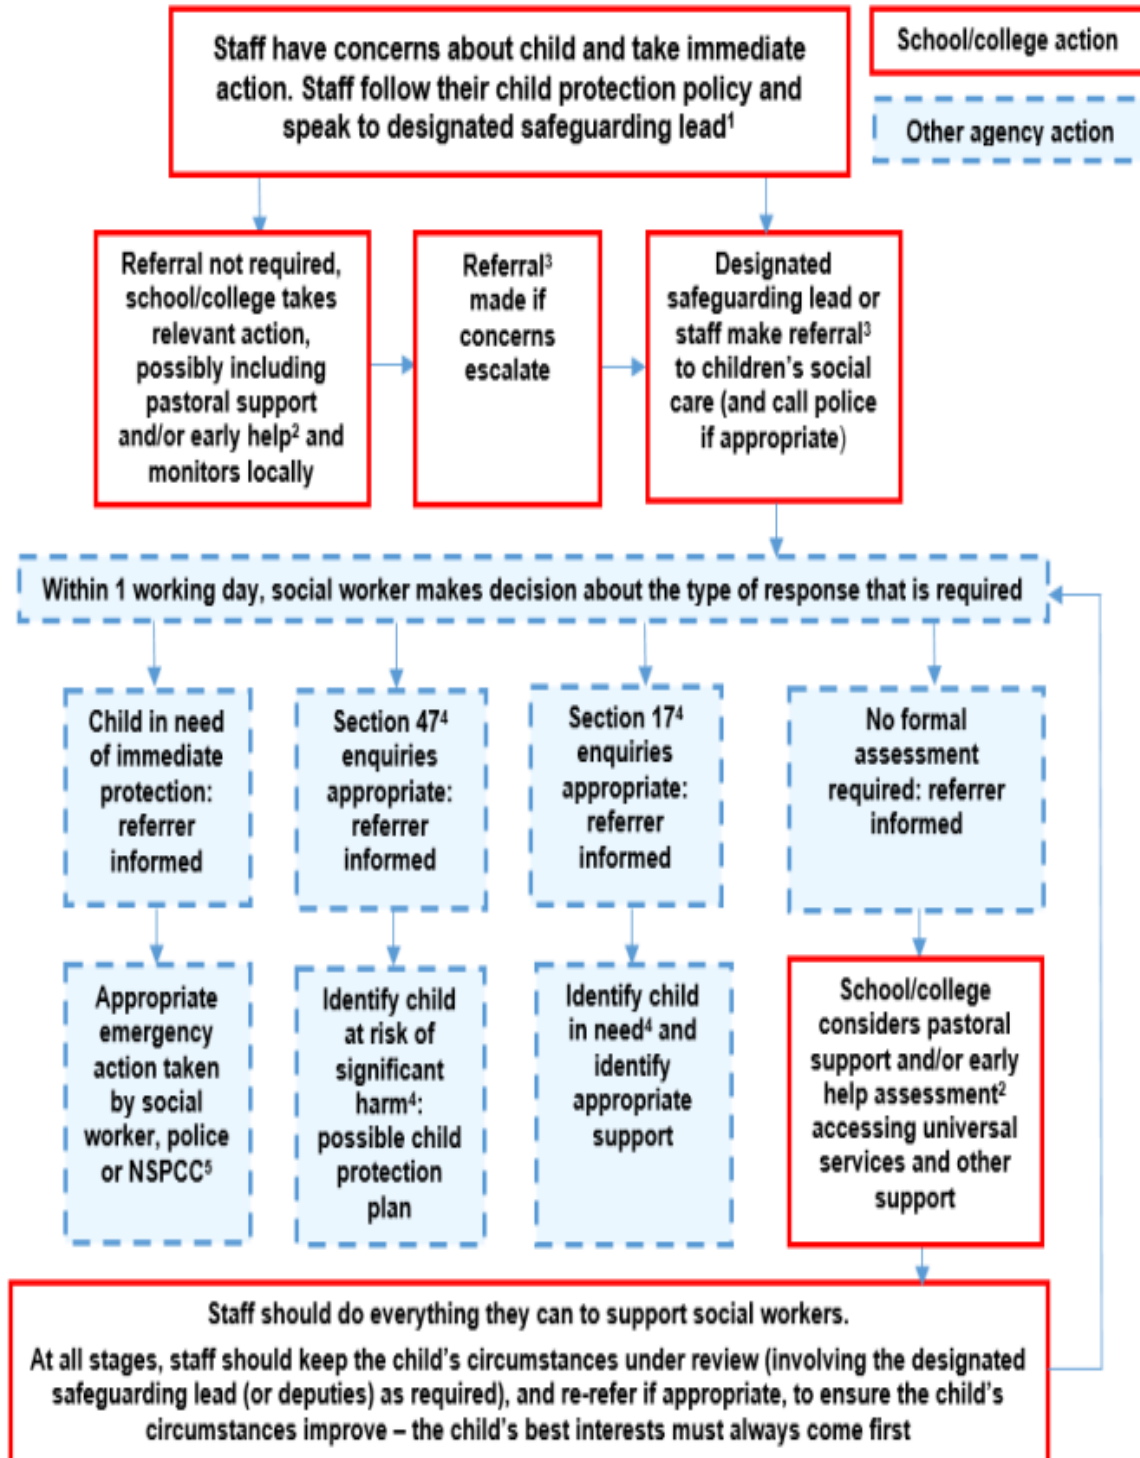 Staff have concerns about child and take immediate
action. Staff follow their child protection policy and
speak to designated safeguarding lead¹
School/college action
Other agency action
Referral not required,
school/college takes
relevant action,
possibly including
pastoral support
and/or early help² and
monitors locally
Referral³
made if
concerns
escalate
Designated
safeguarding lead or
staff make referral³
to children's social
care (and call police
if appropriate)
Within 1 working day, social worker makes decision about the type of response that is required
Child in need
of immediate
protection:
referrer
informed
Section 47⁴
enquiries
appropriate:
referrer
informed
Section 17⁴
enquiries
appropriate:
referrer
informed
No formal
assessment
required: referrer
informed
Appropriate
emergency
action taken
by social
worker, police
or NSPCC⁵
Identify child
at risk of
significant
harm⁴:
possible child
protection
plan
Identify child
in need⁴ and
identify
appropriate
support
School/college
considers pastoral
support and/or early
help assessment²
accessing universal
services and other
support
Staff should do everything they can to support social workers.
At all stages, staff should keep the child's circumstances under review (involving the designated
safeguarding lead (or deputies) as required), and re-refer if appropriate, to ensure the child's
circumstances improve – the child's best interests must always come first